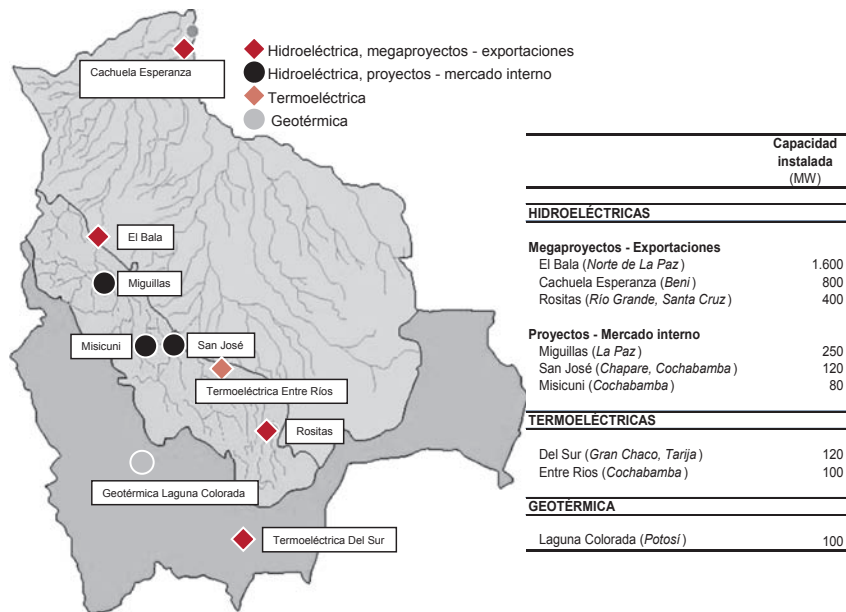 Cachuela Esperanza
Hidroeléctrica, megaproyectos - exportaciones
Hidroeléctrica, proyectos - mercado interno
Termoeléctrica
Geotérmica
El Bala
Miguillas
Misicuni
San José
Termoeléctrica Entre Ríos
Rositas
Geotérmica Laguna Colorada
Termoeléctrica Del Sur
Capacidad
instalada
(MW)
HIDROELÉCTRICAS
Megaproyectos - Exportaciones
El Bala (Norte de La Paz) 1.600
Cachuela Esperanza (Beni) 800
Rositas (Río Grande, Santa Cruz) 400
Proyectos - Mercado interno
Miguillas (La Paz) 250
San José (Chapare, Cochabamba) 120
Misicuni (Cochabamba) 80
TERMOELÉCTRICAS
Del Sur (Gran Chaco, Tarija) 120
Entre Rios (Cochabamba) 100
GEOTÉRMICA
Laguna Colorada (Potosí) 100